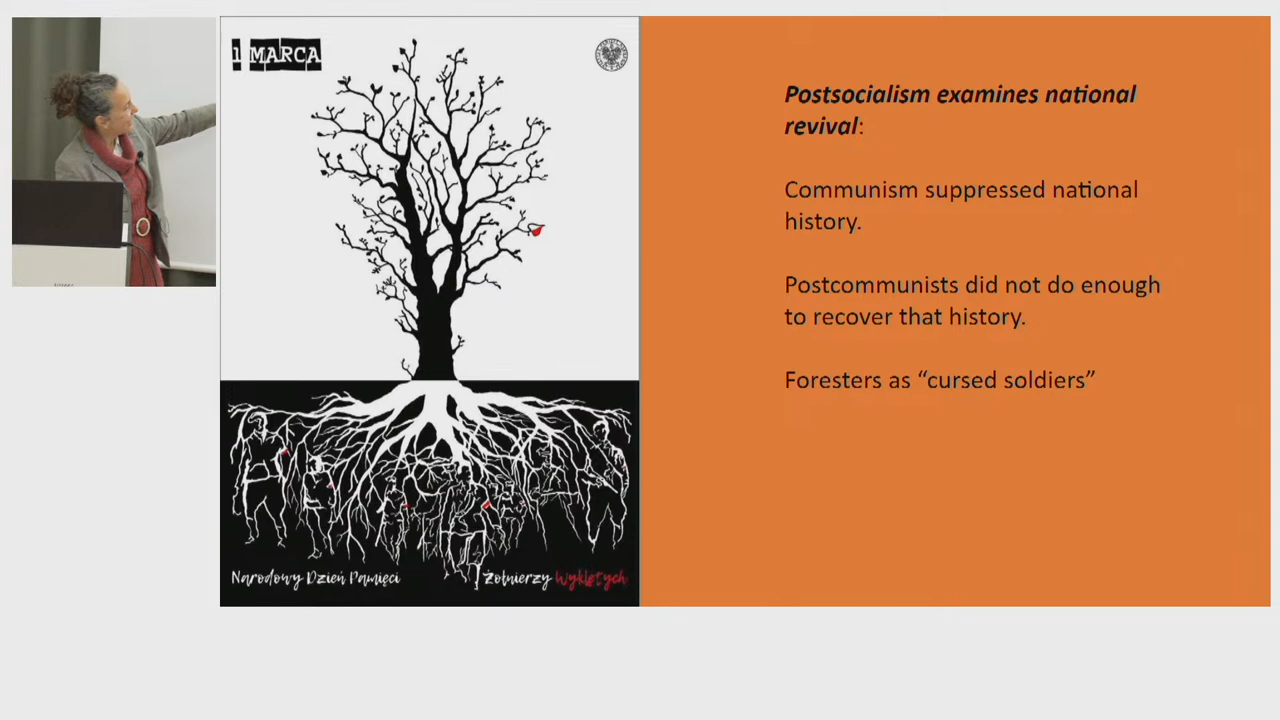 1 MARCA
Narodowy Dzień Pamięci
Żołnierzy Wyklętych
Postsocialism examines national
revival:
Communism suppressed national
history.
Postcommunists did not do enough
to recover that history.
Foresters as “cursed soldiers”